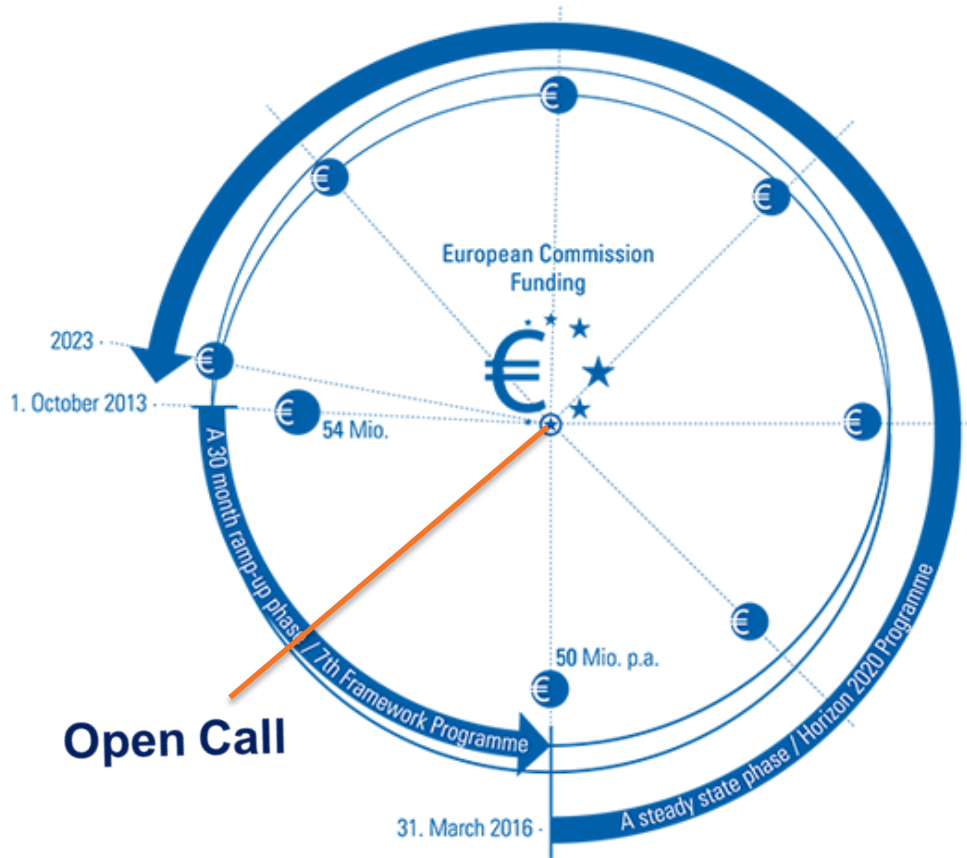 European Commission
Funding
€
2023
1. October 2013
€
€
€
€
€
€
€
€
54 Mio.
A 30 month ramp-up phase / 7th Framework Programme
50 Mio. p.a.
€
Open Call
31. March 2016
A steady state phase / Horizon 2020 Programme